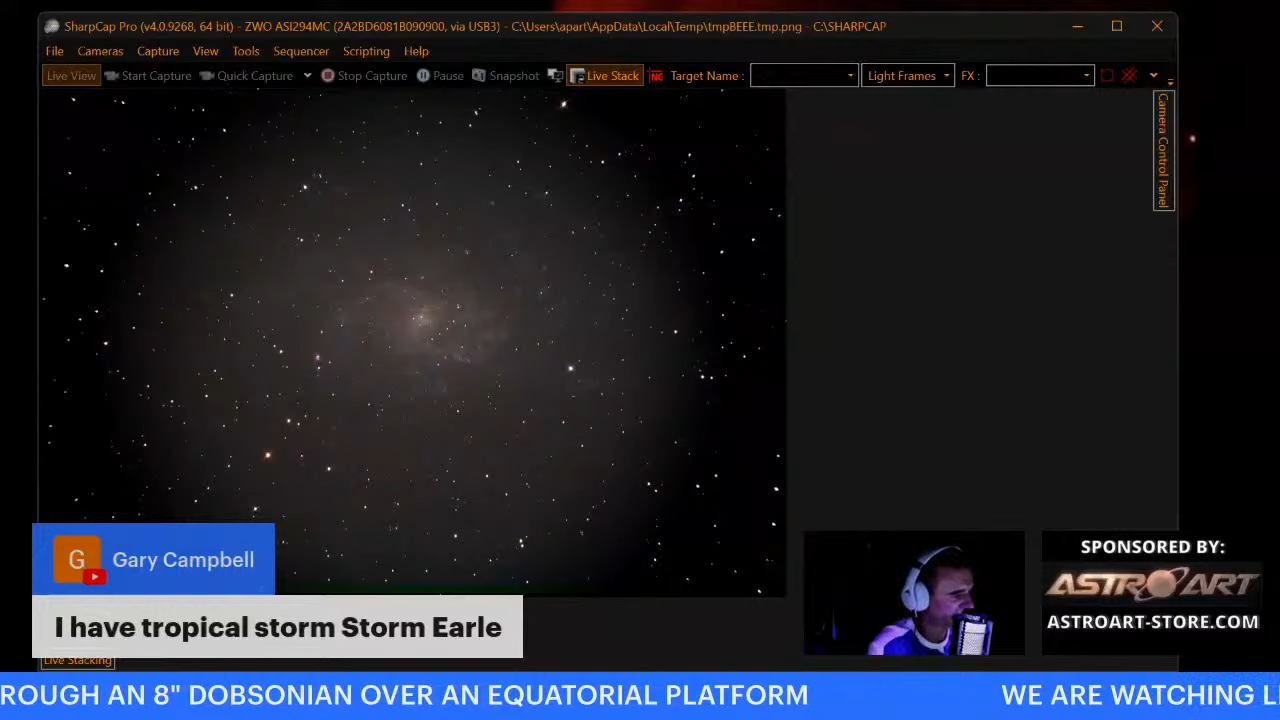 SharpCap Pro (v4.0.9268, 64 bit) - ZWO ASI294MC (2A2BD6081B090900, via USB3) - C:\Users\apart\AppData\Local\Temp\tmpBEEE.tmp.png - C:\SHARPCAP
File Cameras Capture View Tools Sequencer Scripting Help
Live View Start Capture Quick Capture Stop Capture Pause Snapshot Live Stack NC Target Name : Light Frames FX :
Camera Control Panel
G Gary Campbell
I have tropical storm Storm Earle
Live Stacking
SPONSORED BY:
ASTROART
ASTROART-STORE.COM
ROUGH AN 8" DOBSONIAN OVER AN EQUATORIAL PLATFORM WE ARE WATCHING LI